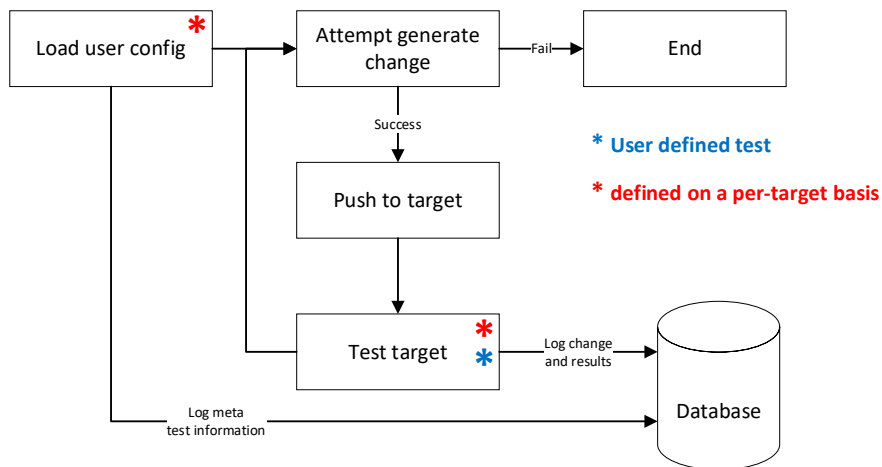 Load user config *
Attempt generate
change
Fail
End
Success
* User defined test
Push to target
* defined on a per-target basis
Test target
*
*
Log change
and results
Database
Log meta
test information